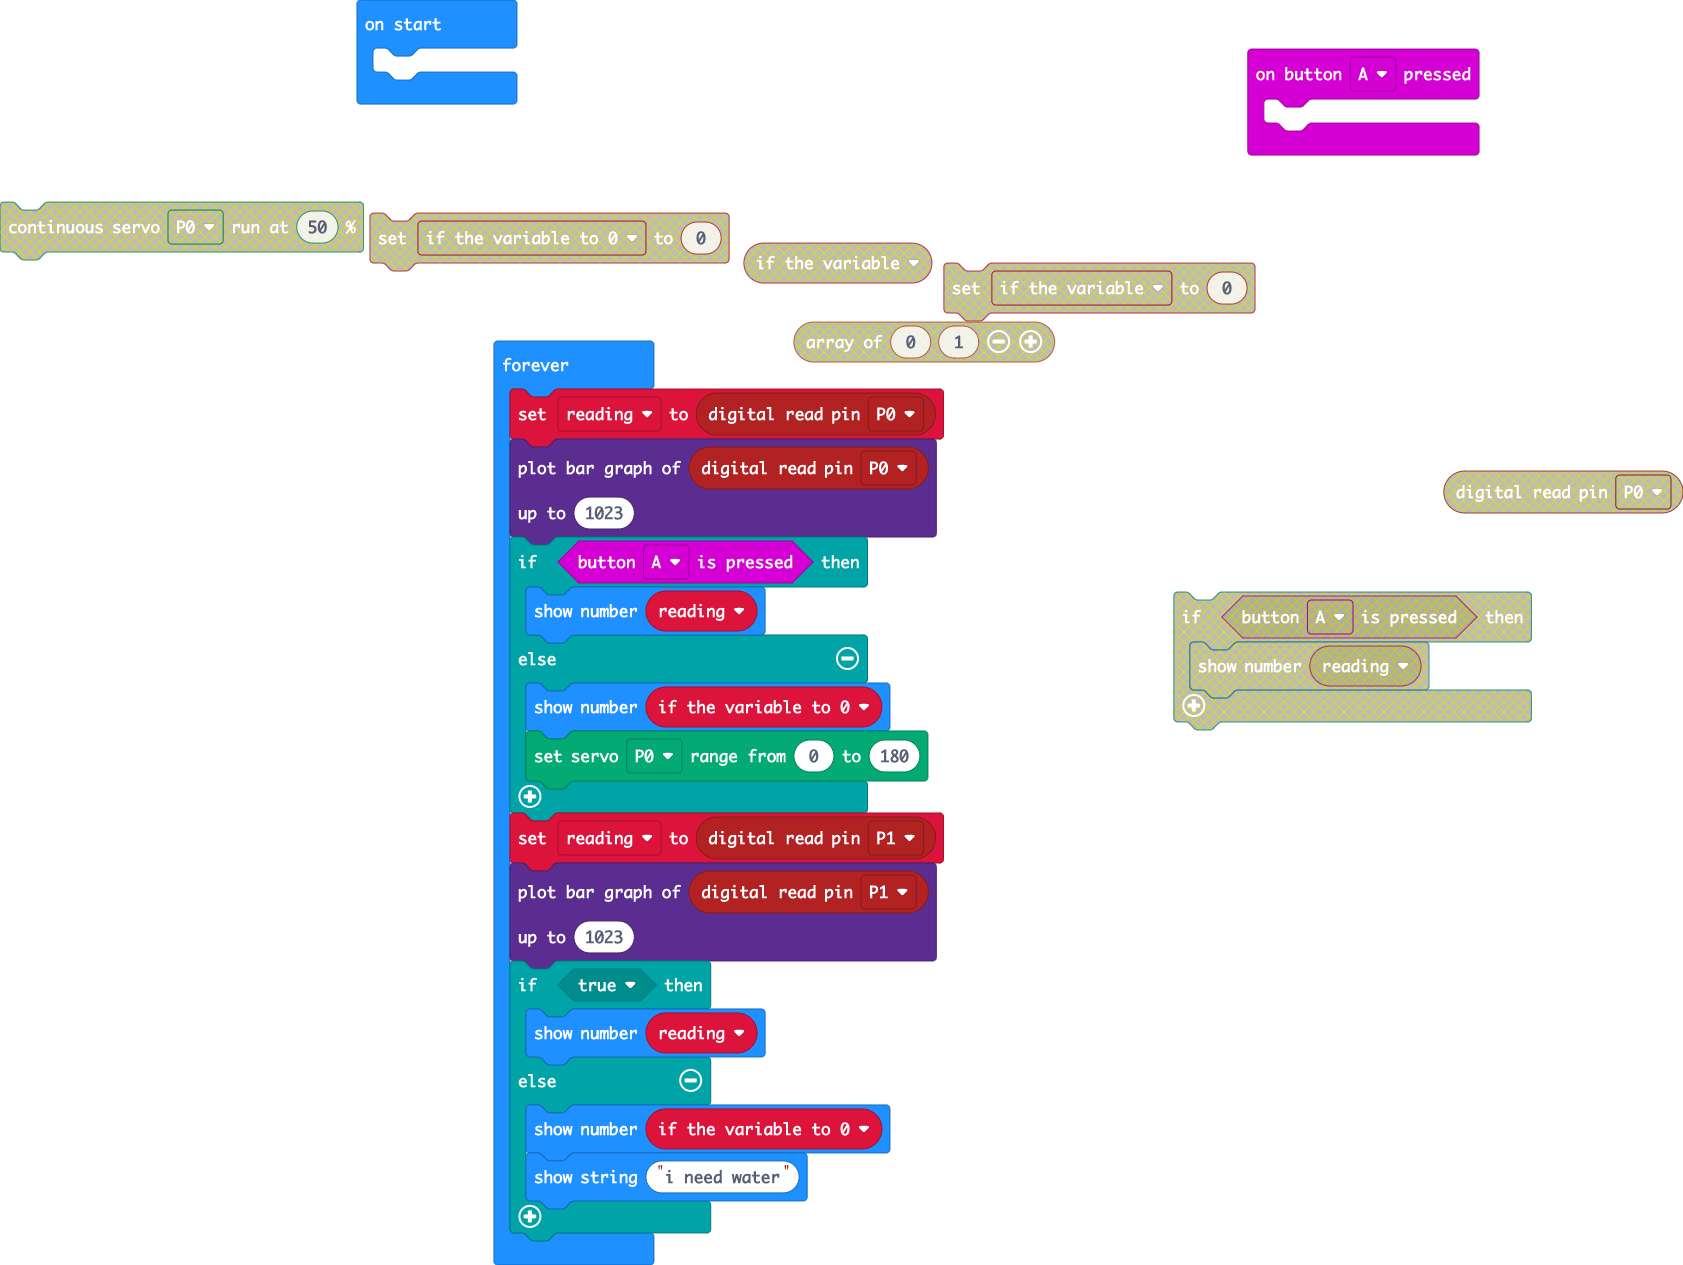 on start
on button A pressed
continuous servo P0 run at 50 %
set if the variable to 0 to 0
if the variable
set if the variable to 0
array of 0 1
forever
set reading to digital read pin P0
plot bar graph of digital read pin P0
up to 1023
if button A is pressed then
show number reading
else
show number if the variable to 0
set servo P0 range from 0 to 180
set reading to digital read pin P1
plot bar graph of digital read pin P1
up to 1023
if true then
show number reading
else
show number if the variable to 0
show string "i need water"
digital read pin P0
if button A is pressed then
show number reading